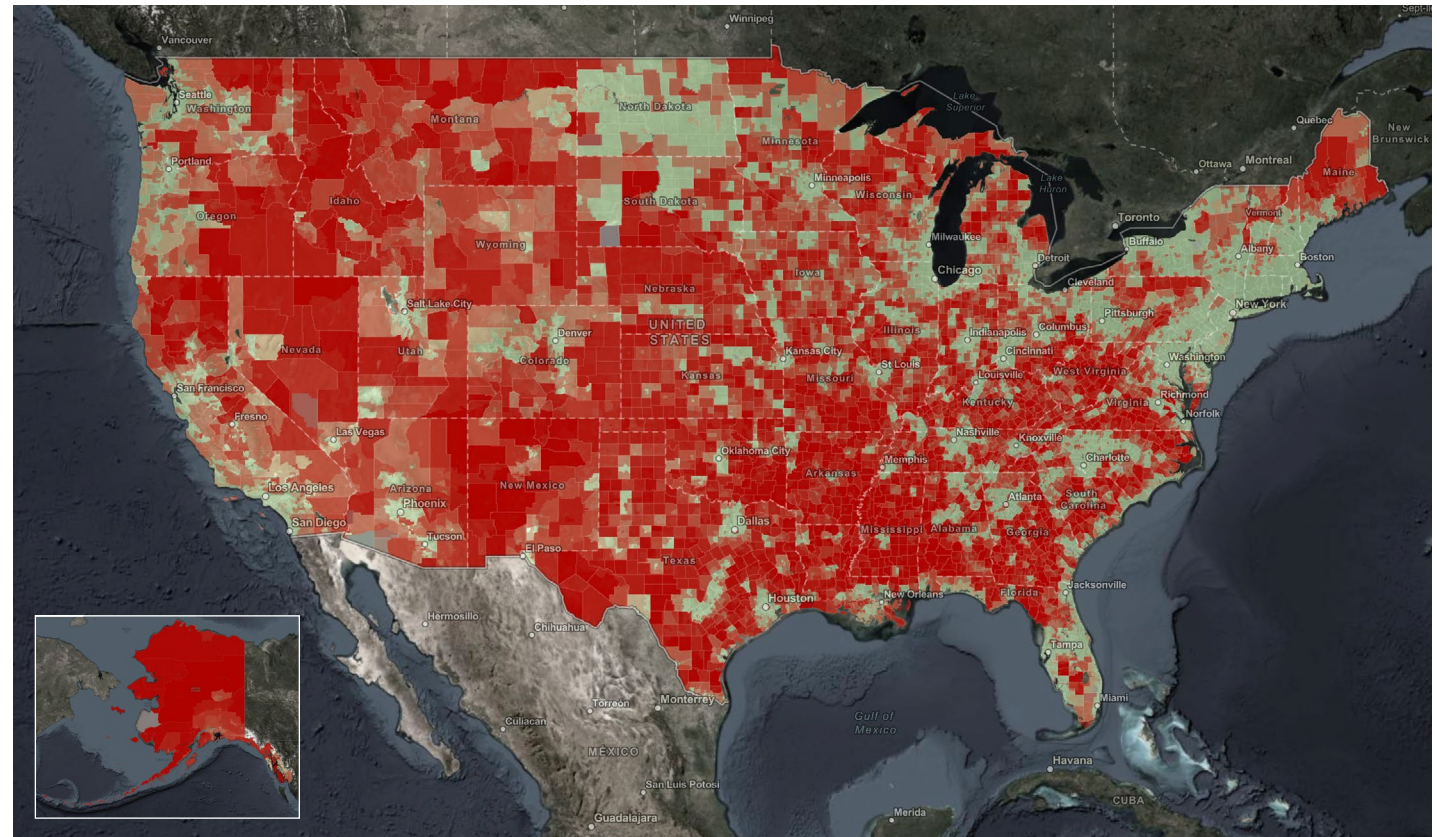 Sept-Il
Winnipeg
Vancouver
Lake
Superior
Seattle
Washington
North Dakota
Montana
Québec
New
Brunswick
Minnesota
Ottawa
Montreal
Portland
Maine
Minneapolis
Lake
Huron
Wisconsin
Idaho
South Dakota
Oregon
Vermont
Toronto
Milwaukee
Buffalo
Albany
Wyoming
Detroit
Boston
Chicago
Iowa
Cleveland
Nebraska
Salt Lake City
New York
Pittsburgh
UNITED
STATES
Illinois
Indianapolis
Columbus
Denver
Nevada
Utah
Colorado
Kansas City
Cincinnati
Washington
St Louis
West Virginia
Kansas
Missouri
Louisville
San Francisco
Richmond
Kentucky
Virginia
Norfolk
Fresno
Las Vegas
Nashville
Knoxville
Oklahoma City
Memphis
Charlotte
Arkansas
Los Angeles
Arizona
New Mexico
Phoenix
Atlanta
South
Carolina
San Diego
Dallas
Mississippi
Alabama
Georgia
Tucson
El Paso
Texas
Jacksonville
New Orleans
Florida
Houston
Hermosillo
Chihuahua
Tampa
Miami
Torreón
Monterrey
Culiacan
Gulf of
Mexico
MÉXICO
Havana
San Luis Potosi
CUBA
Merida
Guadalajara